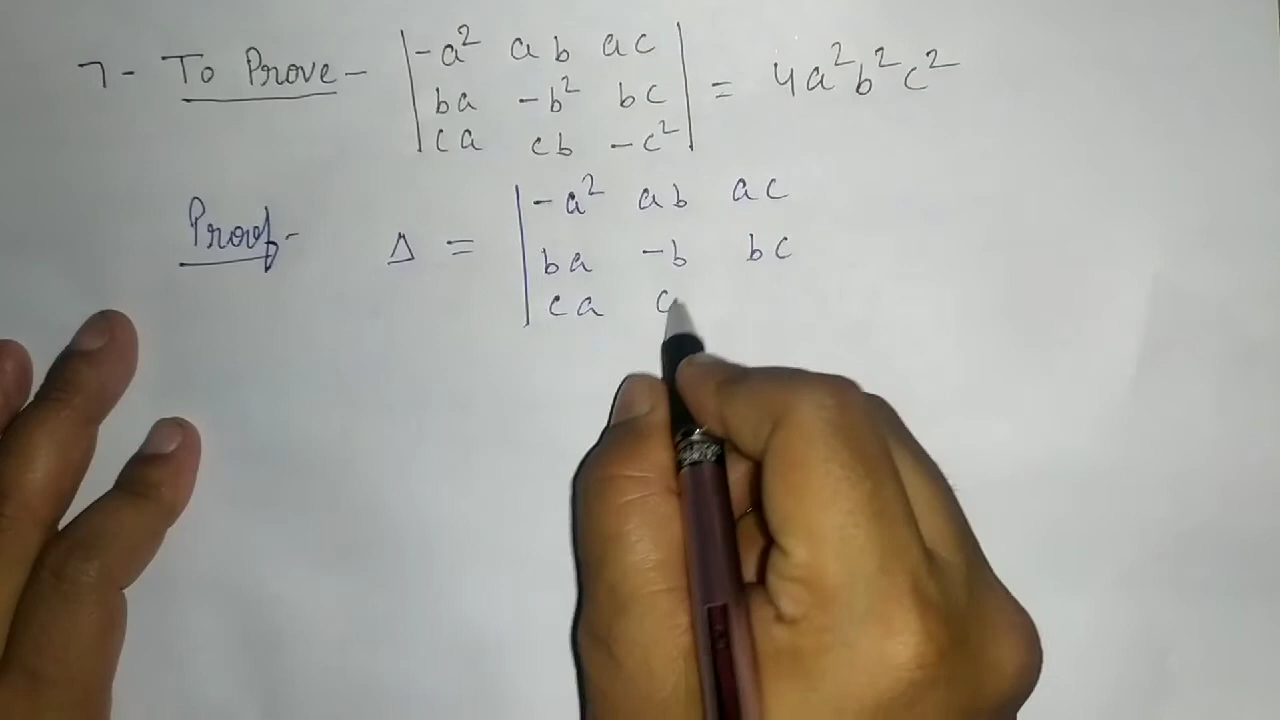 7- To Prove- | -a² ab ac | = 4a²b²c²
| ba -b² bc |
| ca cb -c² |
Proof- Δ = | -a² ab ac
| ba -b bc
| ca c